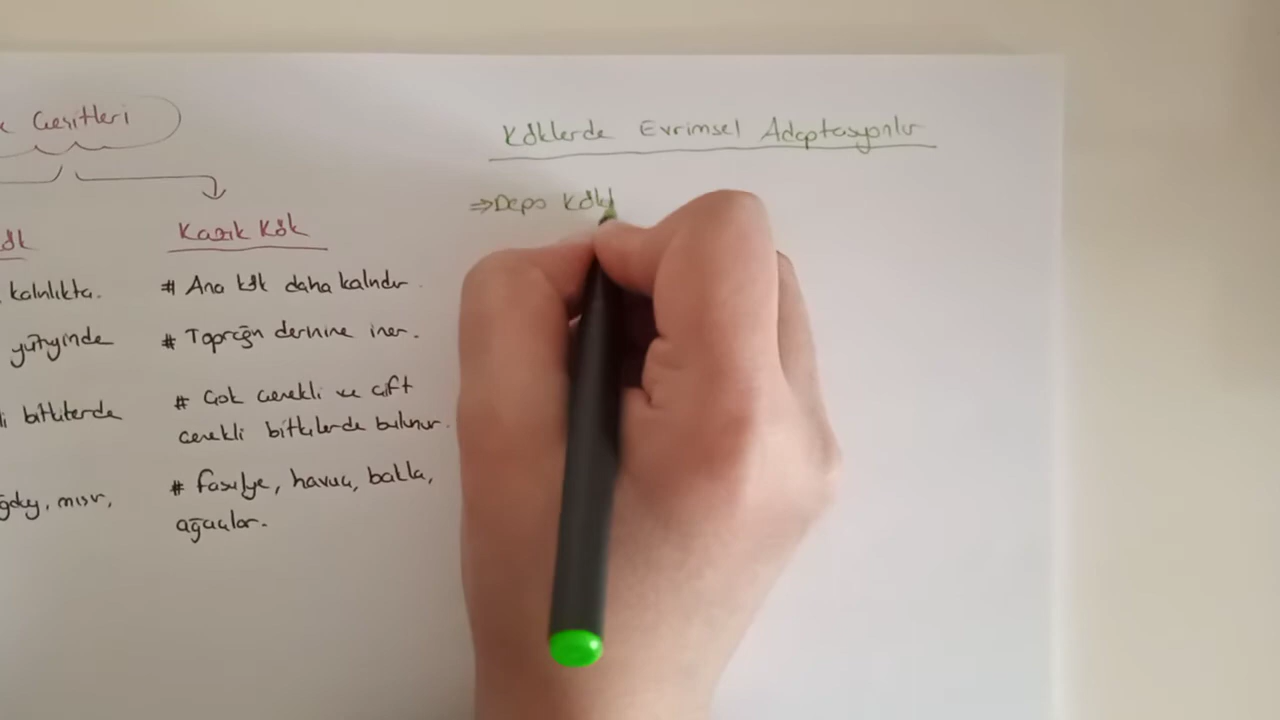 Çeşitleri
Köklerde Evrimsel Adaptasyonlar
⇒Depo Kökl
Kazık Kök
kalınlıkta.
# Ana kök daha kalındır.
yüzeyinde
# Toprağın derinine iner.
bitkilerde
# Çok çenekli ve çift
çenekli bitkilerde bulunur.
# Fasulye, havuç, bakla,
mısır,
ağaçlar.